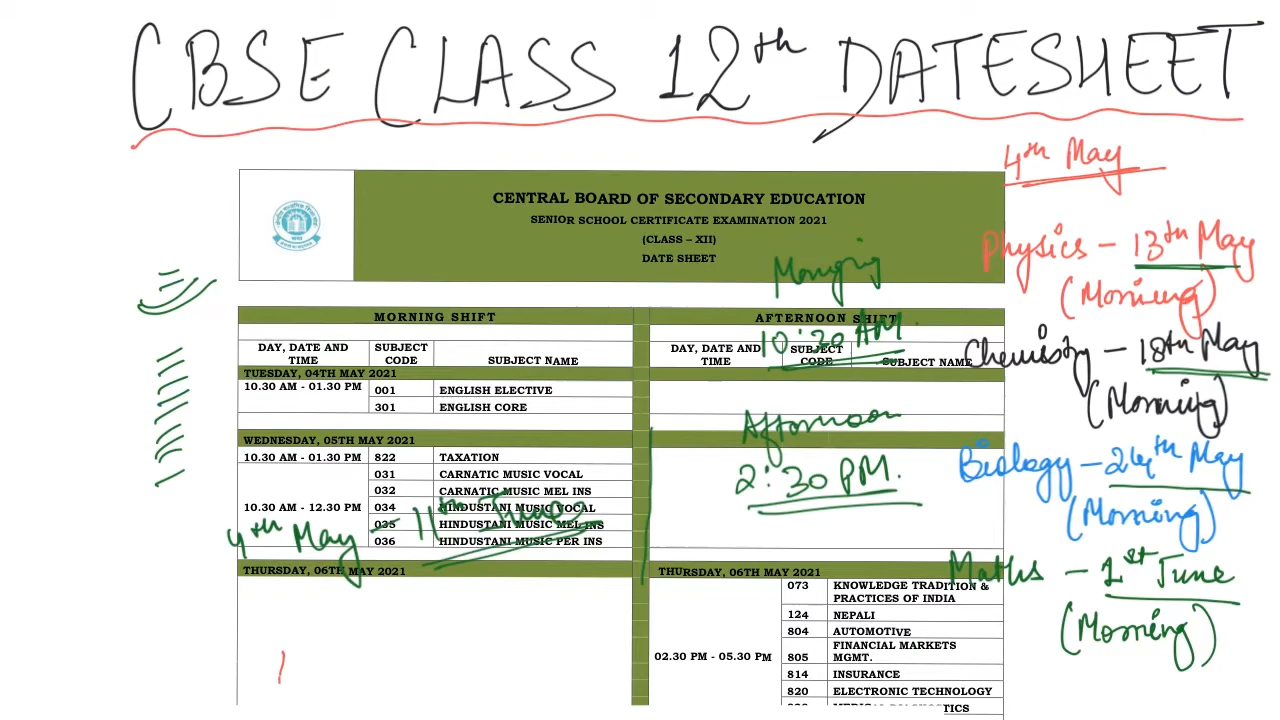 CBSE CLASS 12th DATESHEET
4th May
CENTRAL BOARD OF SECONDARY EDUCATION
SENIOR SCHOOL CERTIFICATE EXAMINATION 2021
(CLASS – XII)
DATE SHEET
Physics – 13th May
(Morning)
Chemistry – 18th May
(Morning)
Biology – 24th May
(Morning)
Maths – 1st June
(Morning)
10:30 AM
Afternoon
2:30 PM.
4th May – 11th June
MORNING SHIFT
DAY, DATE AND TIME SUBJECT CODE SUBJECT NAME
TUESDAY, 04TH MAY 2021
10.30 AM - 01.30 PM 001 ENGLISH ELECTIVE
301 ENGLISH CORE
WEDNESDAY, 05TH MAY 2021
10.30 AM - 01.30 PM 822 TAXATION
031 CARNATIC MUSIC VOCAL
032 CARNATIC MUSIC MEL INS
10.30 AM - 12.30 PM 034 HINDUSTANI MUSIC VOCAL
035 HINDUSTANI MUSIC MEL INS
036 HINDUSTANI MUSIC PER INS
THURSDAY, 06TH MAY 2021
AFTERNOON SHIFT
DAY, DATE AND TIME SUBJECT CODE SUBJECT NAME
THURSDAY, 06TH MAY 2021
073 KNOWLEDGE TRADITION &
PRACTICES OF INDIA
124 NEPALI
804 AUTOMOTIVE
02.30 PM - 05.30 PM 805 FINANCIAL MARKETS
MGMT.
814 INSURANCE
820 ELECTRONIC TECHNOLOGY